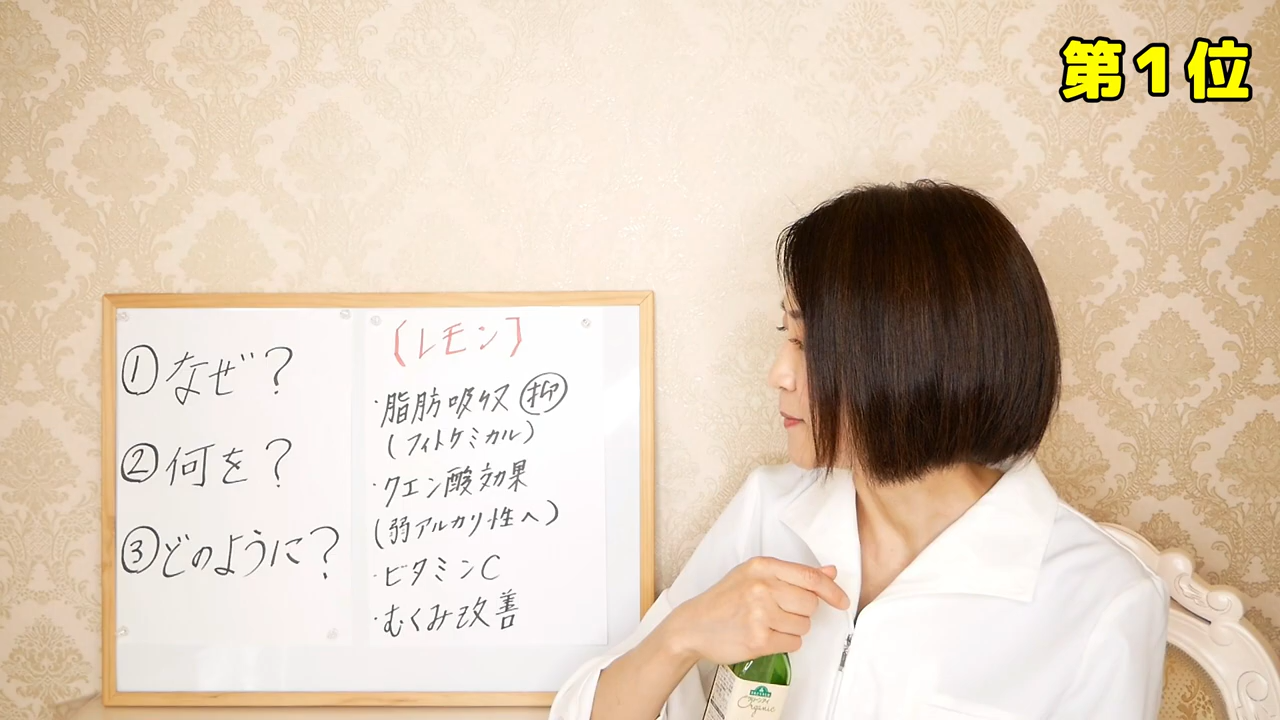 第1位
①なぜ?
②何を?
③どのように?
[レモン]
・脂肪吸収 抑
(フィトケミカル)
・クエン酸効果
(弱アルカリ性へ)
・ビタミンC
・むくみ改善
Organic